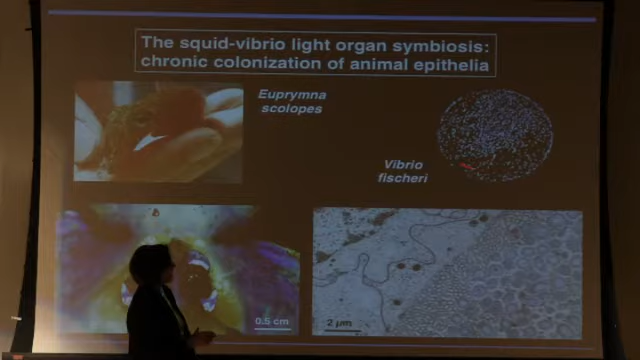 The squid-vibrio light organ symbiosis:
chronic colonization of animal epithelia
Euprymna
scolopes
Vibrio
fischeri
0.5 cm
2 µm